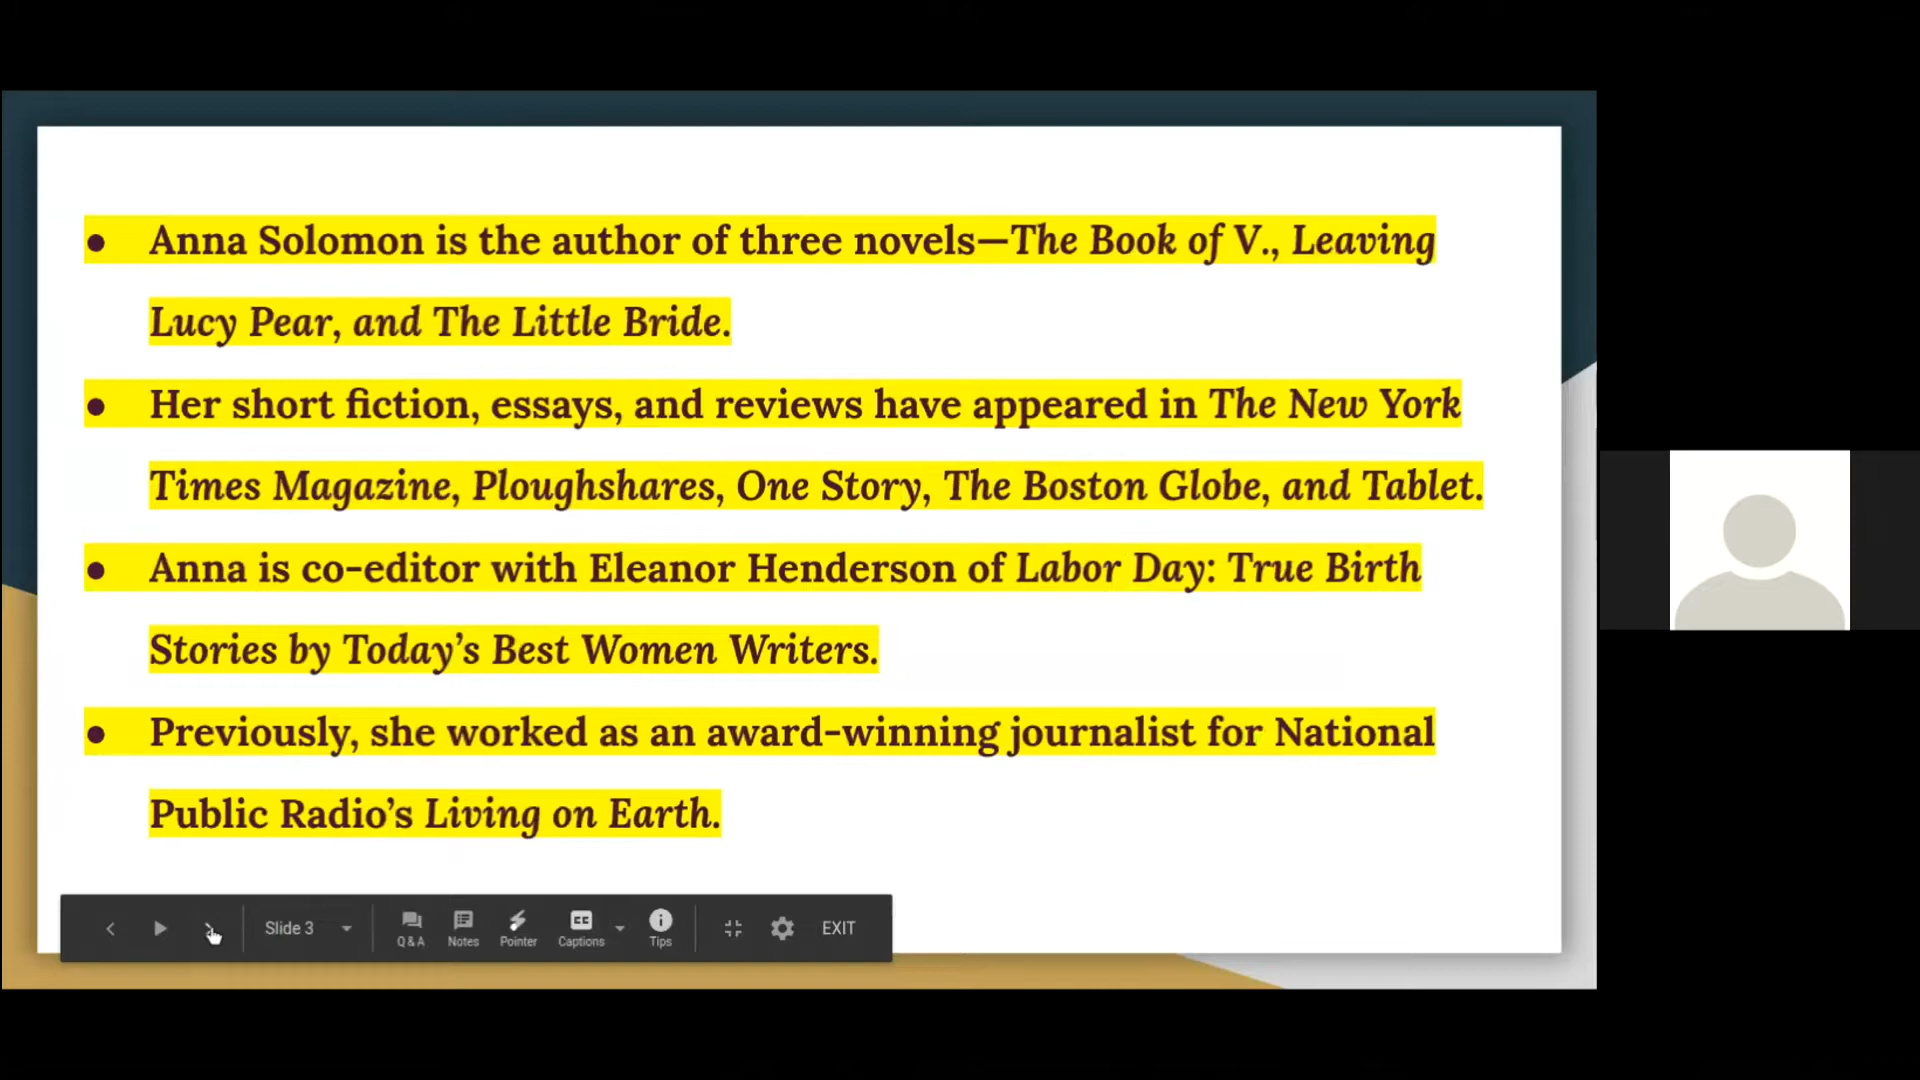 ● Anna Solomon is the author of three novels—The Book of V., Leaving
Lucy Pear, and The Little Bride.
● Her short fiction, essays, and reviews have appeared in The New York
Times Magazine, Ploughshares, One Story, The Boston Globe, and Tablet.
● Anna is co-editor with Eleanor Henderson of Labor Day: True Birth
Stories by Today’s Best Women Writers.
● Previously, she worked as an award-winning journalist for National
Public Radio’s Living on Earth.
Slide 3 Q & A Notes Pointer CC Captions Tips EXIT